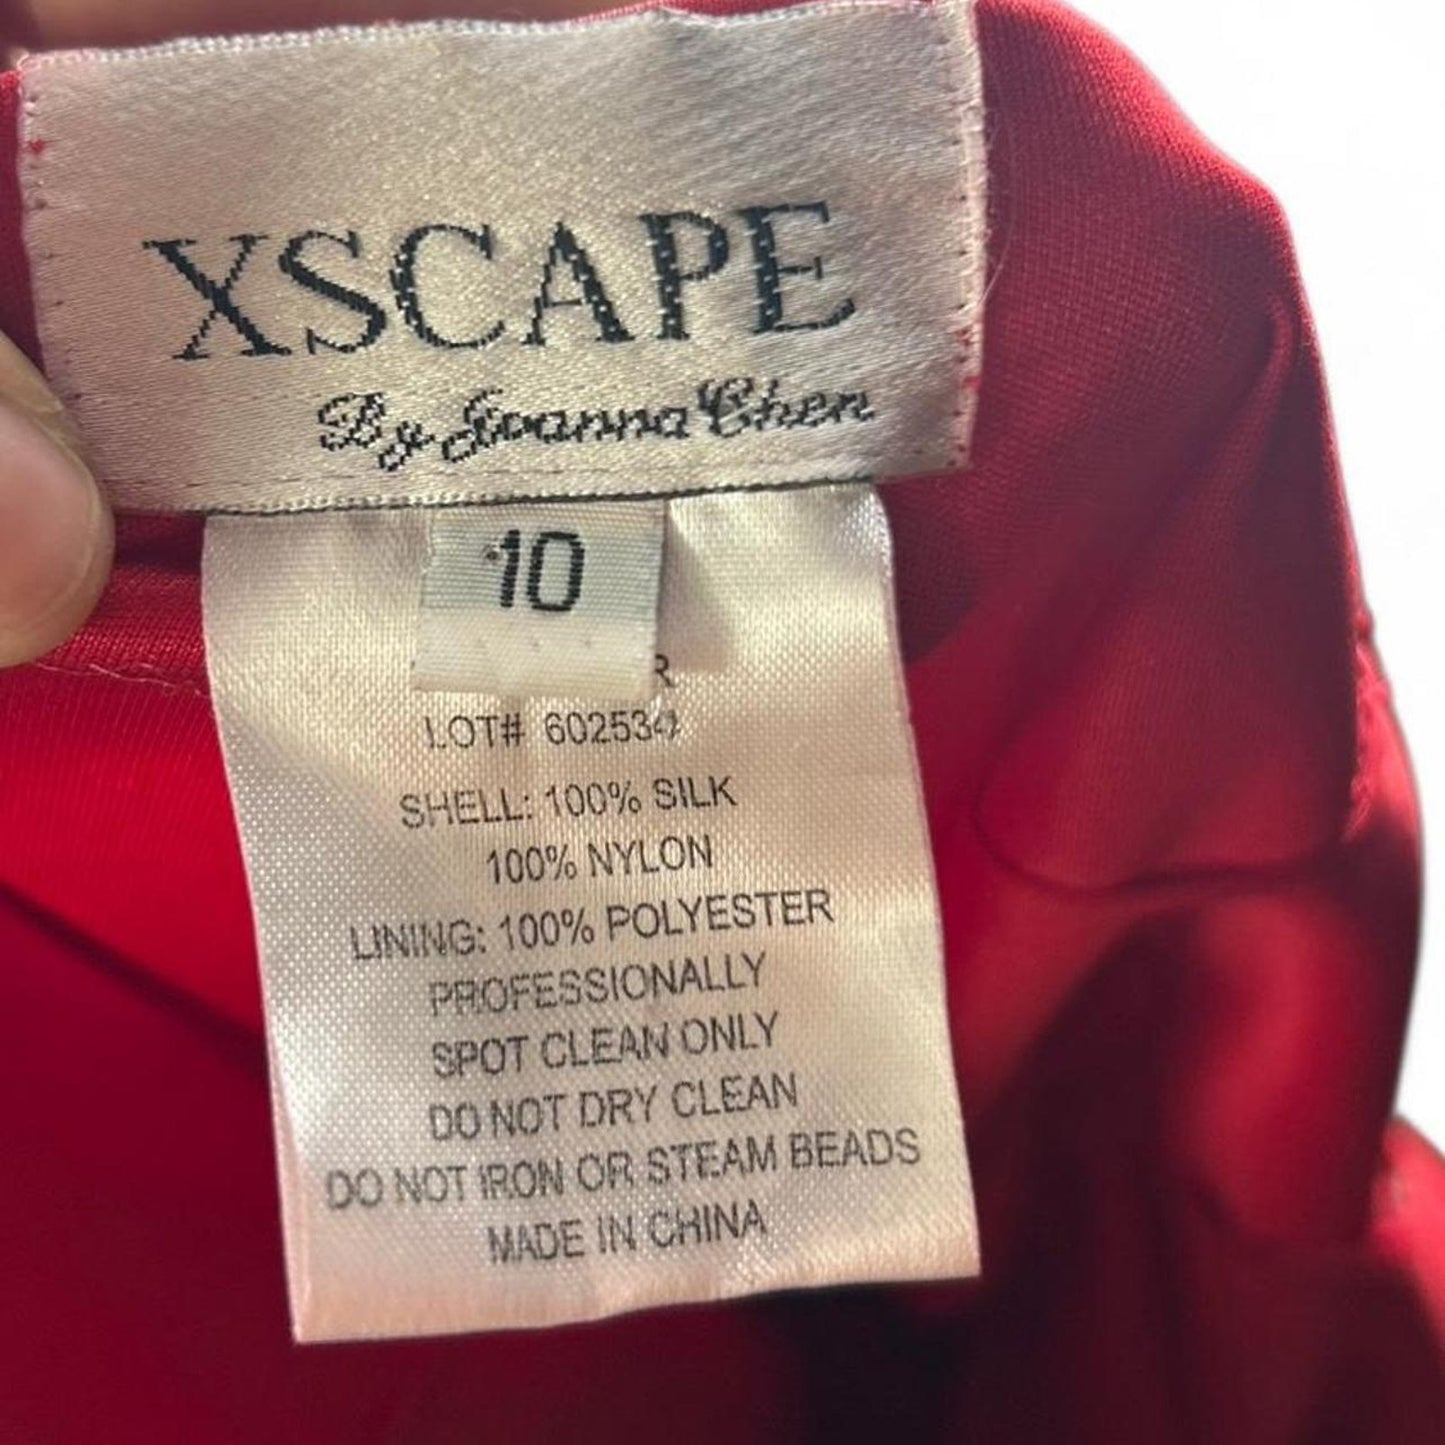 XSCAPE
By Joanna Chen
10
R
LOT# 602534
SHELL: 100% SILK
100% NYLON
LINING: 100% POLYESTER
PROFESSIONALLY
SPOT CLEAN ONLY
DO NOT DRY CLEAN
DO NOT IRON OR STEAM BEADS
MADE IN CHINA